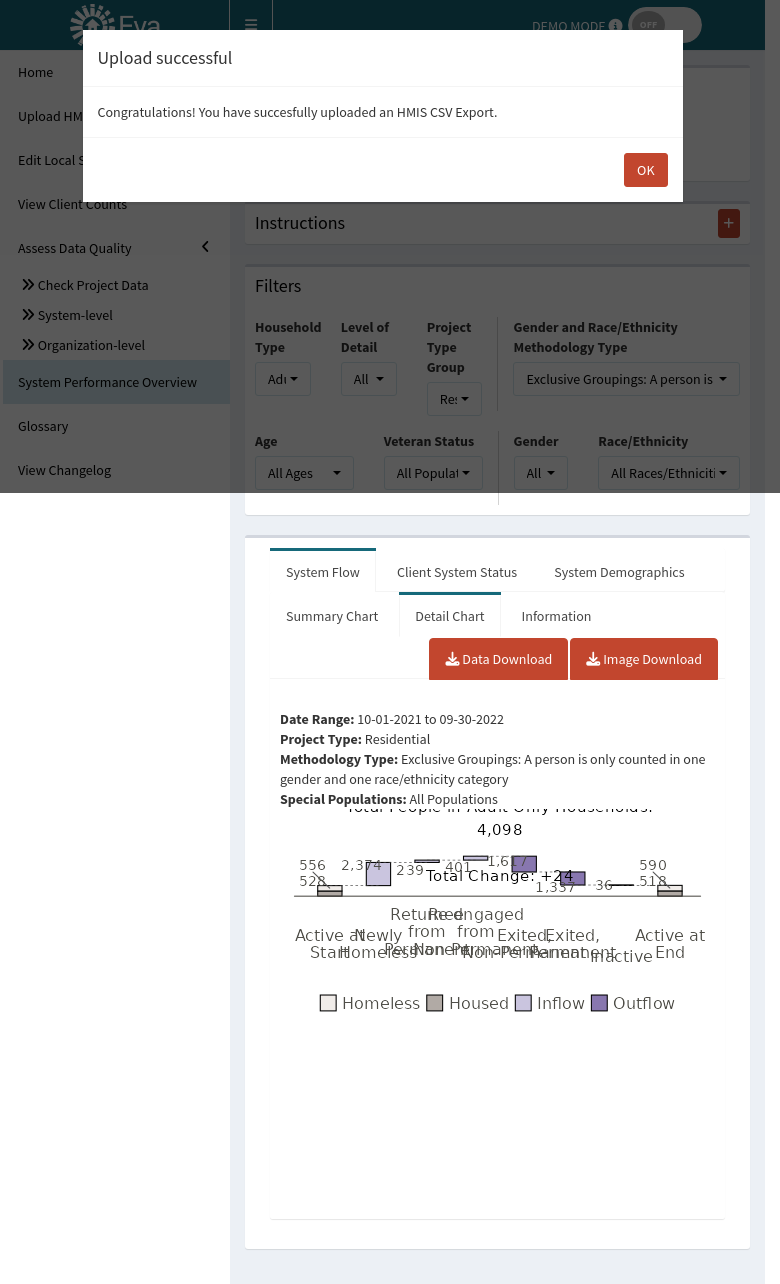 Eva
DEMO MODE
OFF
Upload successful
Congratulations! You have succesfully uploaded an HMIS CSV Export.
OK
Home
Upload HM
Edit Local S
View Client Counts
Assess Data Quality
Check Project Data
System-level
Organization-level
System Performance Overview
Glossary
View Changelog
Instructions
+
Filters
Household Type
Level of Detail
Project Type Group
Gender and Race/Ethnicity Methodology Type
Adu
All
Res
Exclusive Groupings: A person is
Age
Veteran Status
Gender
Race/Ethnicity
All Ages
All Populat
All
All Races/Ethniciti
System Flow
Client System Status
System Demographics
Summary Chart
Detail Chart
Information
Data Download
Image Download
Date Range: 10-01-2021 to 09-30-2022
Project Type: Residential
Methodology Type: Exclusive Groupings: A person is only counted in one
gender and one race/ethnicity category
Special Populations: All Populations
Total People in Adult Only Households:
4,098
556
528
2,374
239
401
1,617
Total Change: +24
1,337
36
590
518
Active at
Start
Newly
Homeless
Returned
from
Permanent
Re-engaged
from
Non-Permanent
Exited,
Non-Permanent
Exited,
Permanent
Inactive
Active at
End
Homeless
Housed
Inflow
Outflow